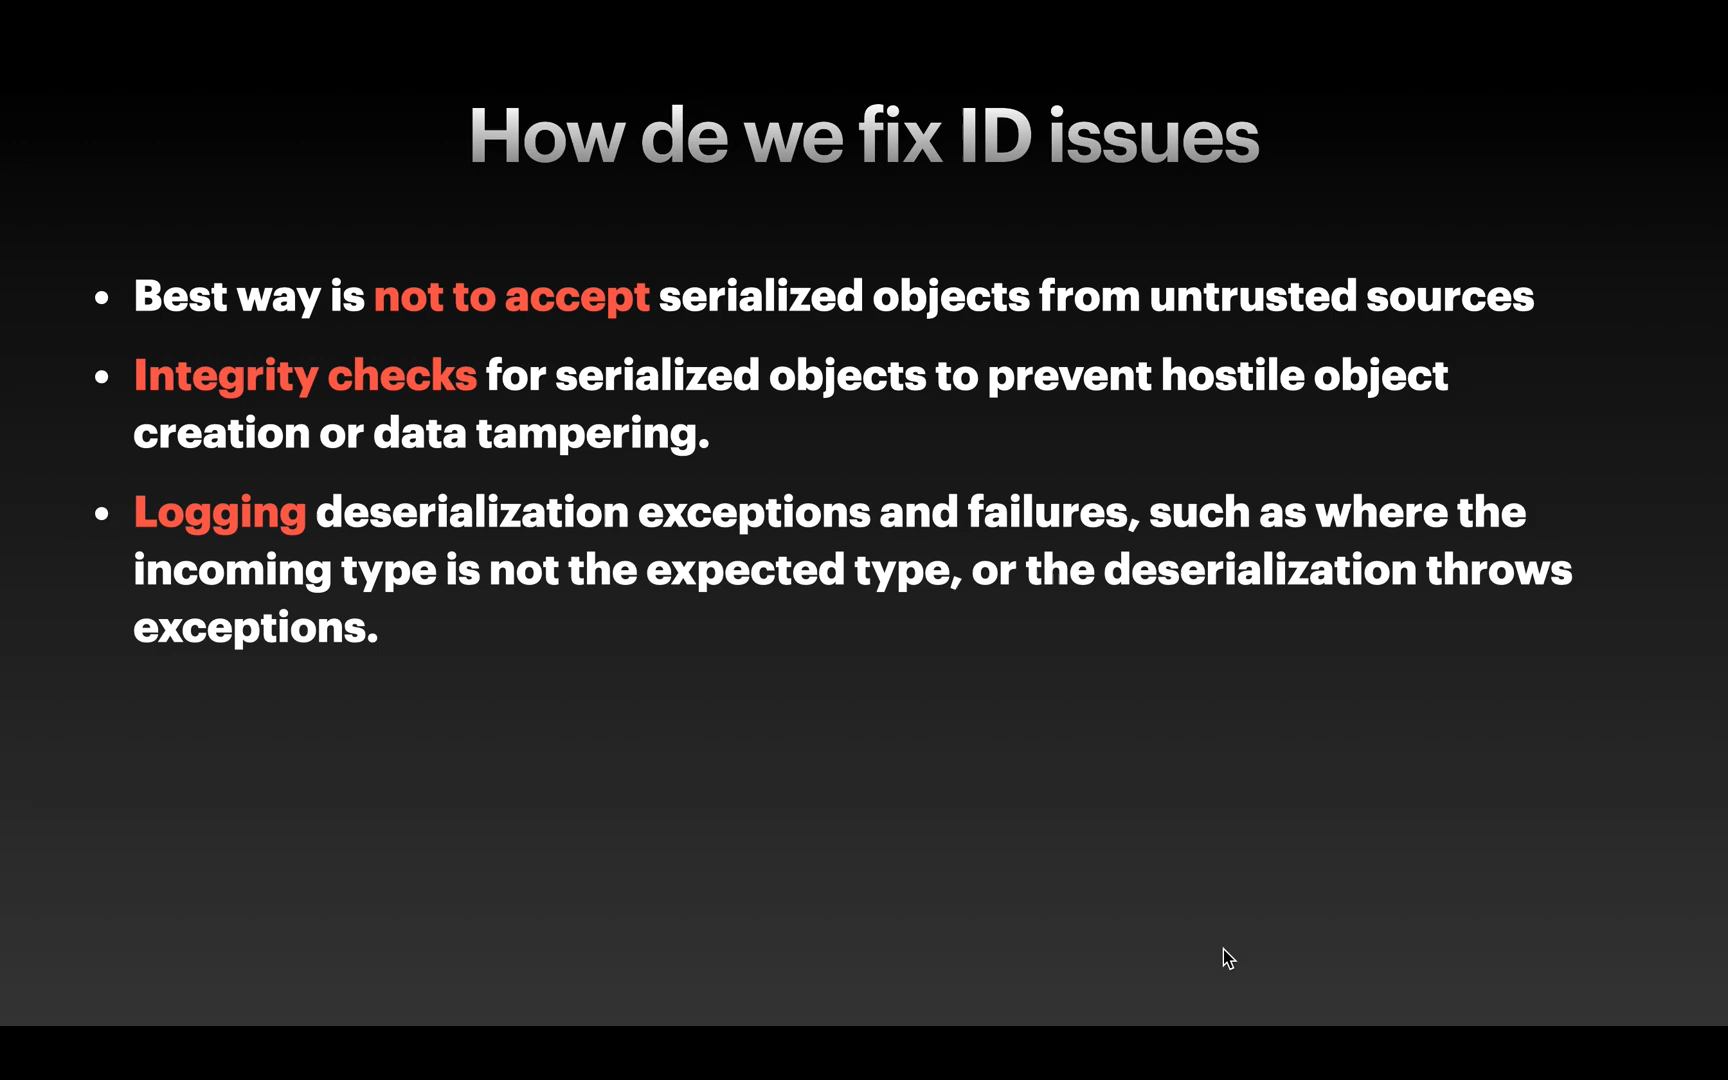 How de we fix ID issues
• Best way is not to accept serialized objects from untrusted sources
• Integrity checks for serialized objects to prevent hostile object
creation or data tampering.
• Logging deserialization exceptions and failures, such as where the
incoming type is not the expected type, or the deserialization throws
exceptions.